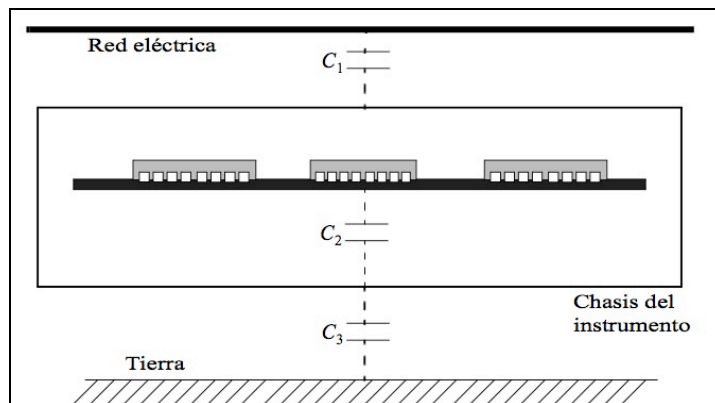 Red eléctrica
C1
C2
Chasis del
instrumento
C3
Tierra